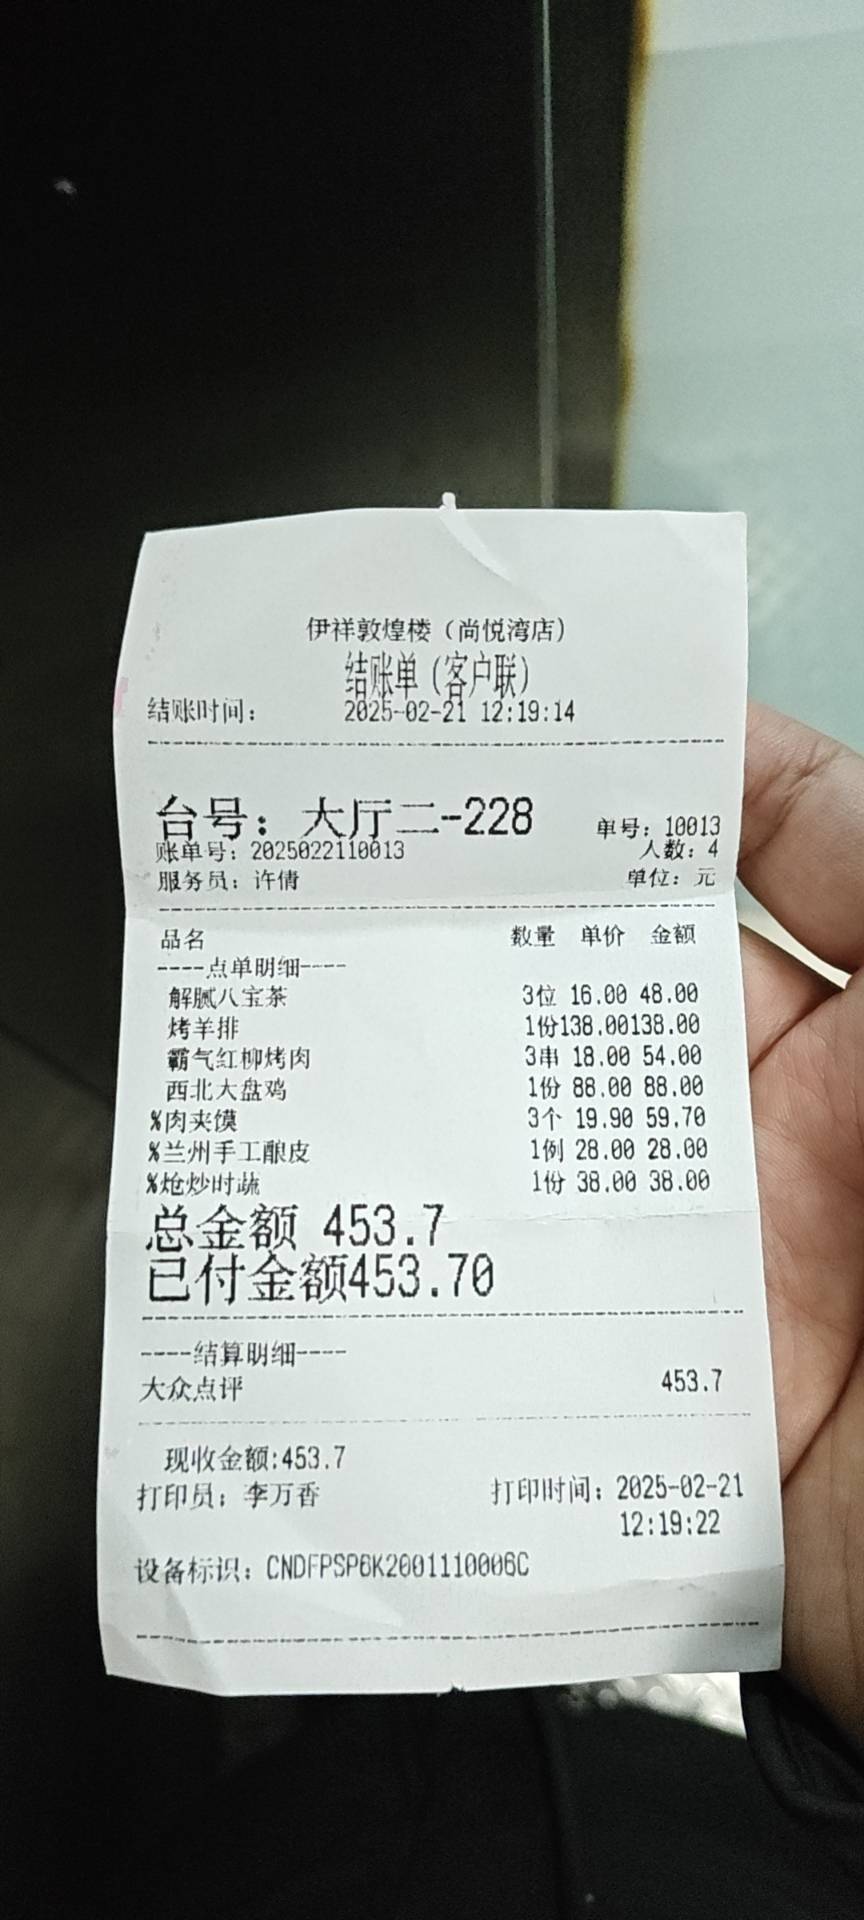 伊祥敦煌楼（尚悦湾店）
结账单（客户联）
结账时间： 2025-02-21 12:19:14
台号：大厅二-228 单号：10013
账单号：2025022110013 人数：4
服务员：许倩 单位：元
品名 数量 单价 金额
----点单明细----
解腻八宝茶 3位 16.00 48.00
烤羊排 1份138.00138.00
霸气红柳烤肉 3串 18.00 54.00
西北大盘鸡 1份 88.00 88.00
%肉夹馍 3个 19.90 59.70
%兰州手工酿皮 1例 28.00 28.00
%炝炒时蔬 1份 38.00 38.00
总金额 453.7
已付金额453.70
----结算明细----
大众点评 453.7
现收金额:453.7
打印员：李万香 打印时间：2025-02-21
12:19:22
设备标识：CNDFPSP6K2001110006C